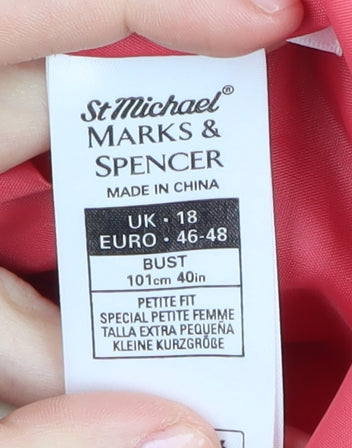 St Michael®
MARKS &
SPENCER
MADE IN CHINA
UK · 18
EURO · 46-48
BUST
101cm 40in
PETITE FIT
SPECIAL PETITE FEMME
TALLA EXTRA PEQUEÑA
KLEINE KURZGRÖßE